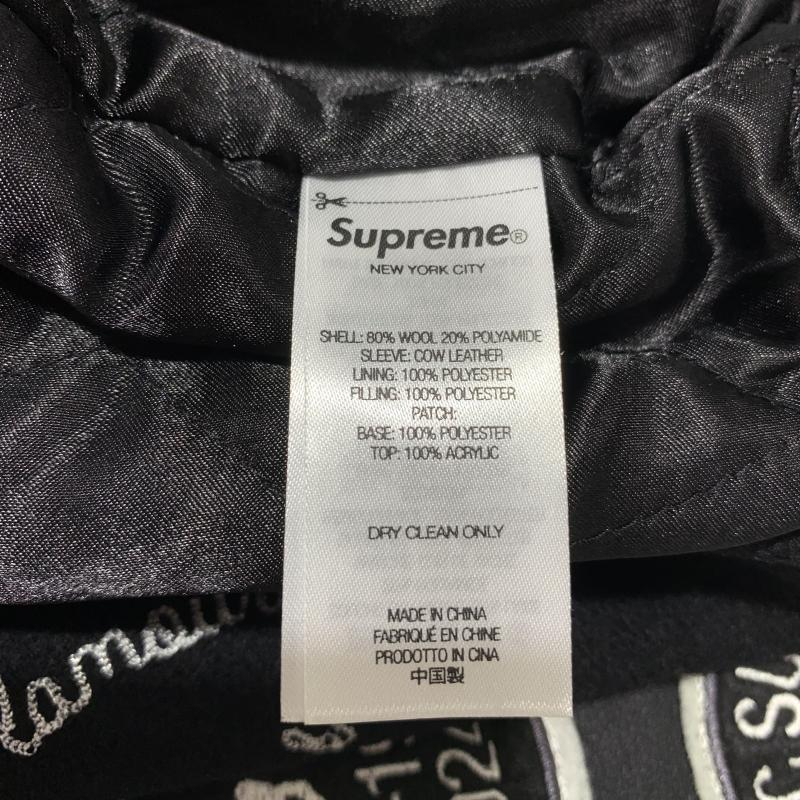 Supreme®
NEW YORK CITY
SHELL: 80% WOOL 20% POLYAMIDE
SLEEVE: COW LEATHER
LINING: 100% POLYESTER
FILLING: 100% POLYESTER
PATCH:
BASE: 100% POLYESTER
TOP: 100% ACRYLIC
DRY CLEAN ONLY
MADE IN CHINA
FABRIQUÉ EN CHINE
PRODOTTO IN CINA
中国製